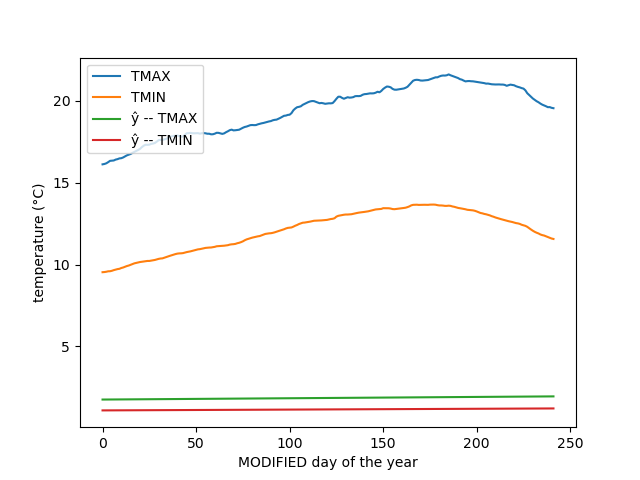 TMAX
TMIN
ŷ -- TMAX
ŷ -- TMIN
20
15
10
5
temperature (°C)
0 50 100 150 200 250
MODIFIED day of the year